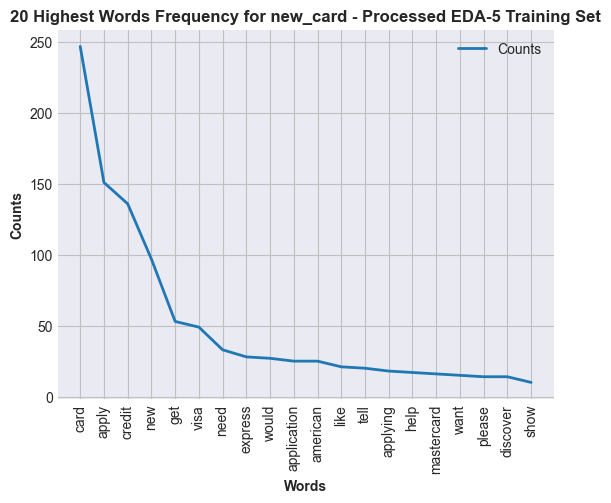 20 Highest Words Frequency for new_card - Processed EDA-5 Training Set
Counts
250
200
150
100
50
0
Counts
card
apply
credit
new
get
visa
need
express
would
application
american
like
tell
applying
help
mastercard
want
please
discover
show
Words